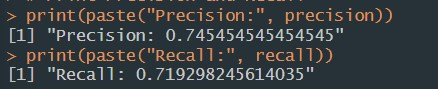 > print(paste("Precision:", precision))
[1] "Precision: 0.745454545454545"
> print(paste("Recall:", recall))
[1] "Recall: 0.719298245614035"